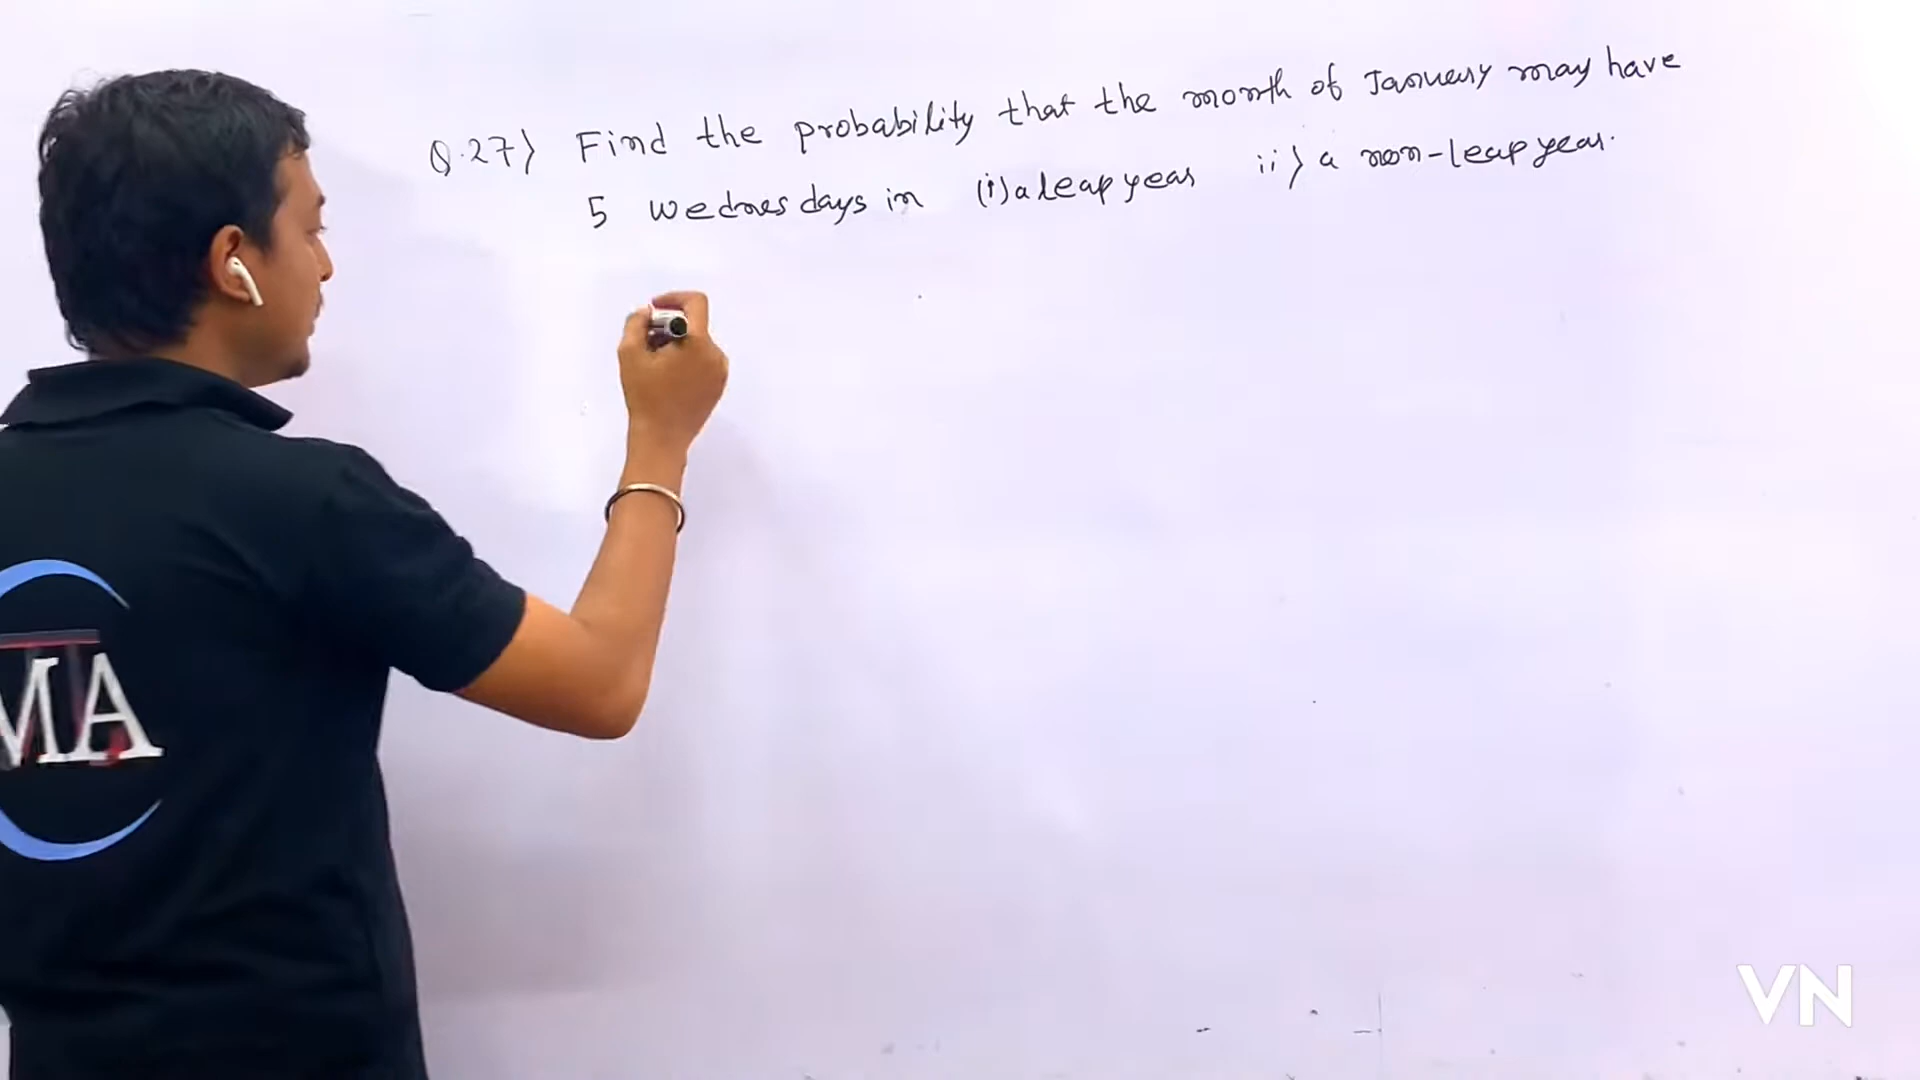 Q.27) Find the probability that the month of January may have
5 Wednesdays in (i) a leap year ii) a non-leap year.
MA
VN